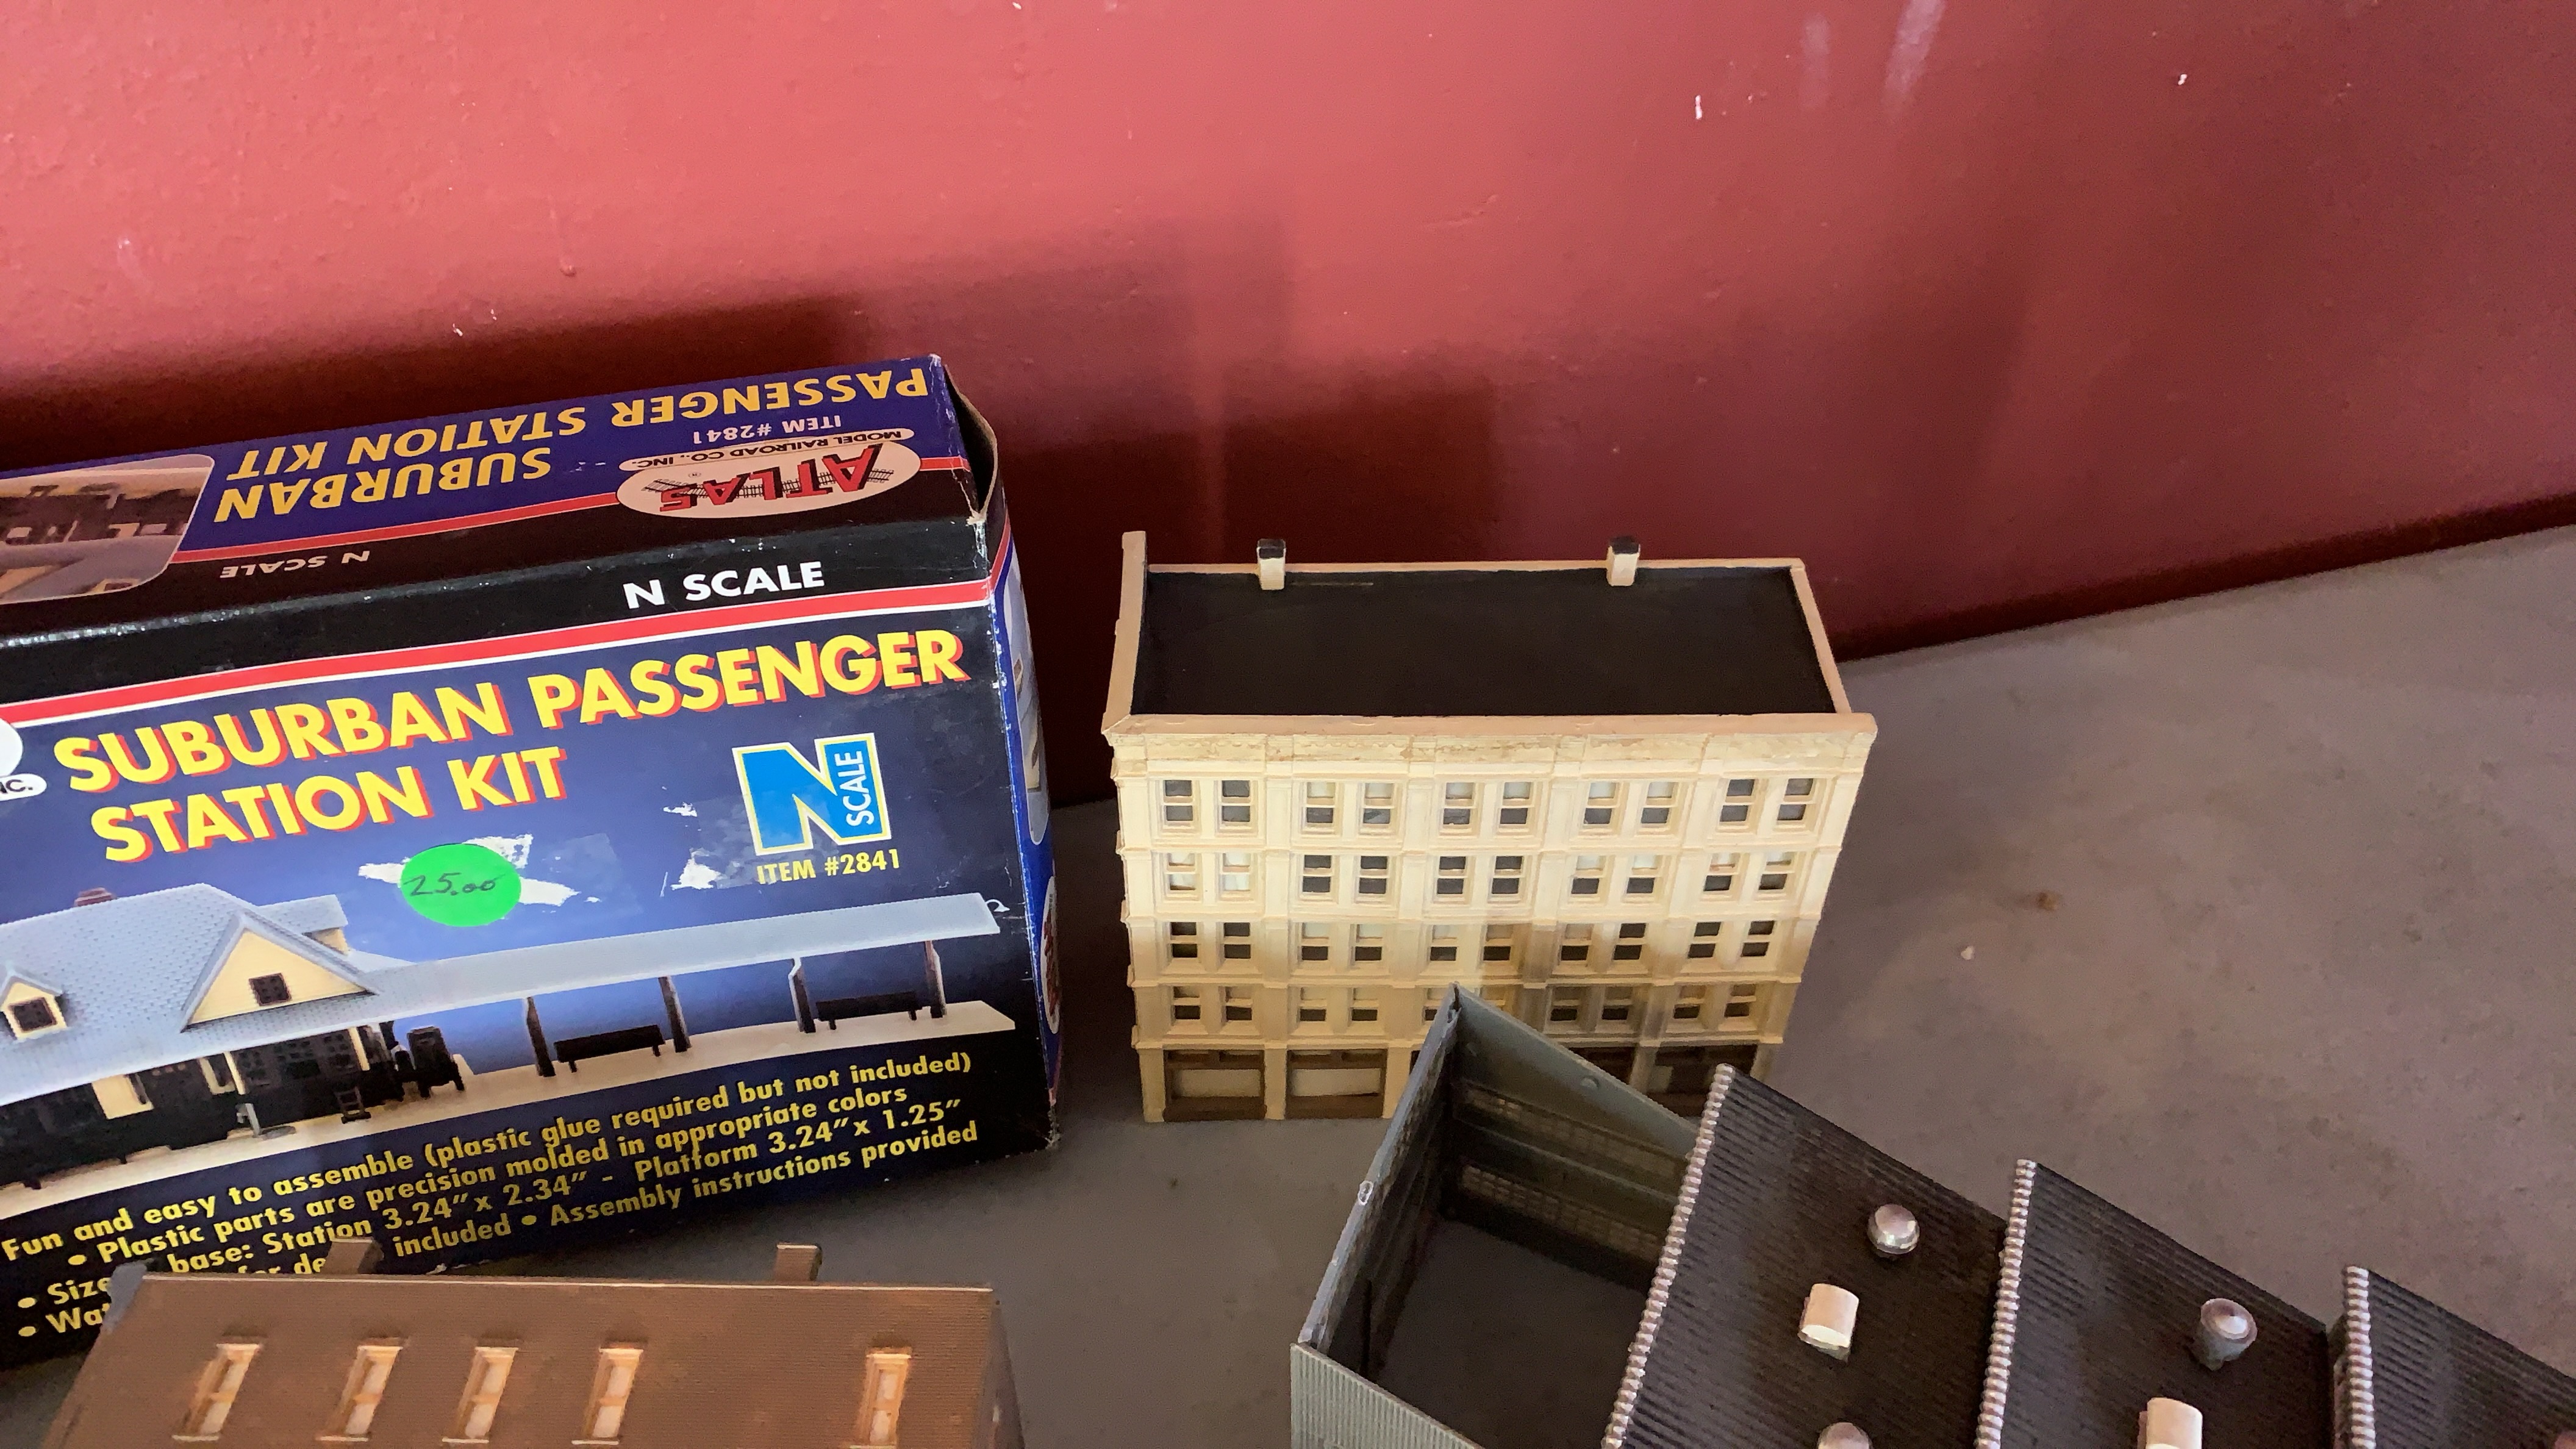 PASSENGER STATION KIT
SUBURBAN
ITEM #2841
ATLAS
MODEL RAILROAD CO., INC.
N SCALE
N SCALE
NC.
SUBURBAN PASSENGER
STATION KIT
N SCALE
ITEM #2841
25.00
Fun and easy to assemble (plastic glue required but not included)
• Plastic parts are precision molded in appropriate colors
• Size base: Station 3.24" x 2.34" - Platform 3.24" x 1.25"
included • Assembly instructions provided